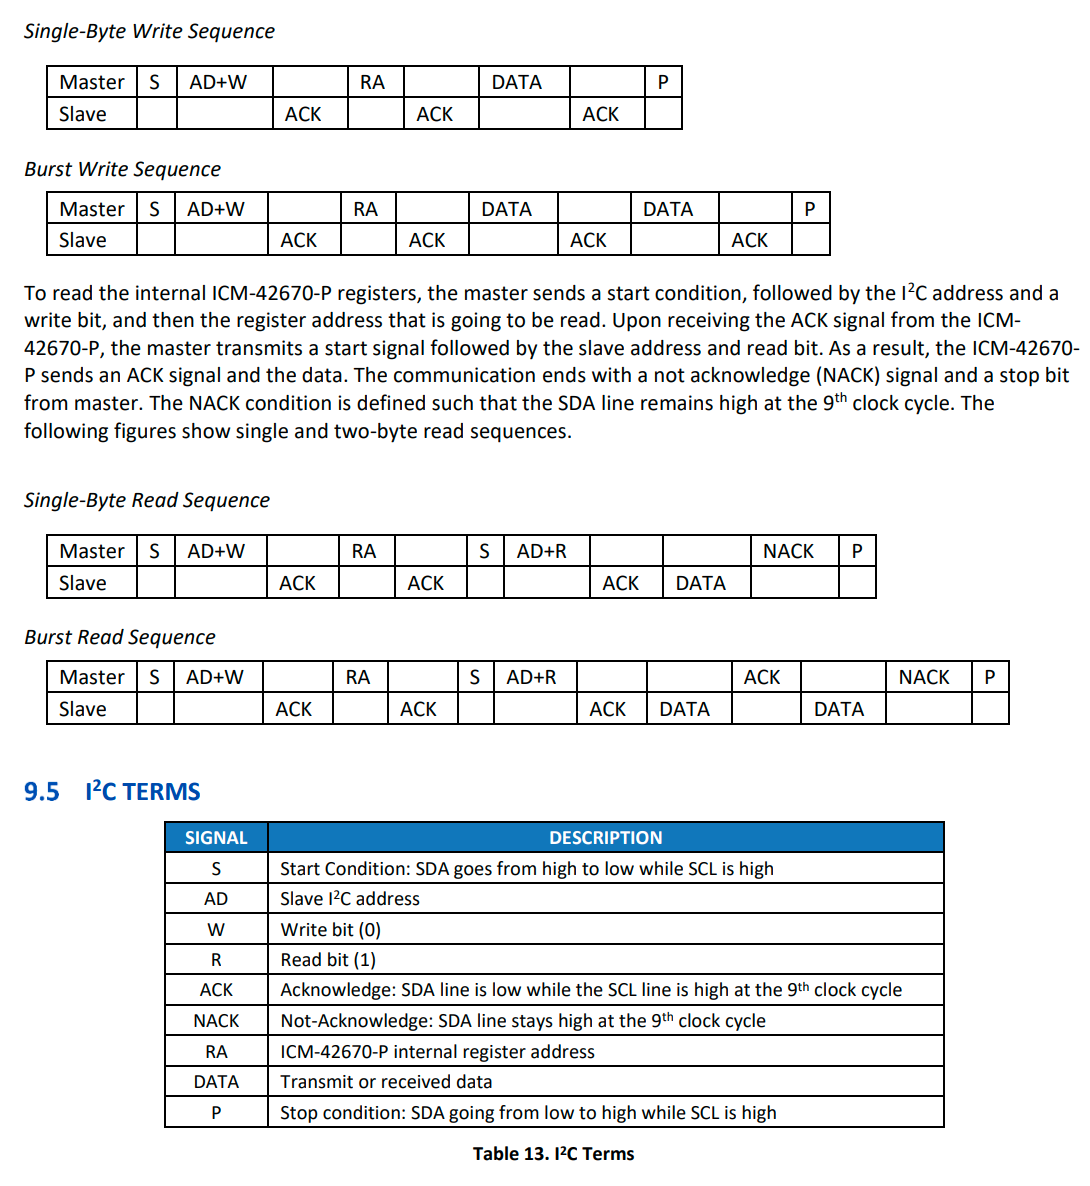 Single-Byte Write Sequence
Master S AD+W RA DATA P
Slave ACK ACK ACK
Burst Write Sequence
Master S AD+W RA DATA DATA P
Slave ACK ACK ACK ACK
To read the internal ICM-42670-P registers, the master sends a start condition, followed by the I²C address and a
write bit, and then the register address that is going to be read. Upon receiving the ACK signal from the ICM-
42670-P, the master transmits a start signal followed by the slave address and read bit. As a result, the ICM-42670-
P sends an ACK signal and the data. The communication ends with a not acknowledge (NACK) signal and a stop bit
from master. The NACK condition is defined such that the SDA line remains high at the 9th clock cycle. The
following figures show single and two-byte read sequences.
Single-Byte Read Sequence
Master S AD+W RA S AD+R NACK P
Slave ACK ACK ACK DATA
Burst Read Sequence
Master S AD+W RA S AD+R ACK NACK P
Slave ACK ACK ACK DATA DATA
9.5 I²C TERMS
SIGNAL DESCRIPTION
S Start Condition: SDA goes from high to low while SCL is high
AD Slave I²C address
W Write bit (0)
R Read bit (1)
ACK Acknowledge: SDA line is low while the SCL line is high at the 9th clock cycle
NACK Not-Acknowledge: SDA line stays high at the 9th clock cycle
RA ICM-42670-P internal register address
DATA Transmit or received data
P Stop condition: SDA going from low to high while SCL is high
Table 13. I²C Terms